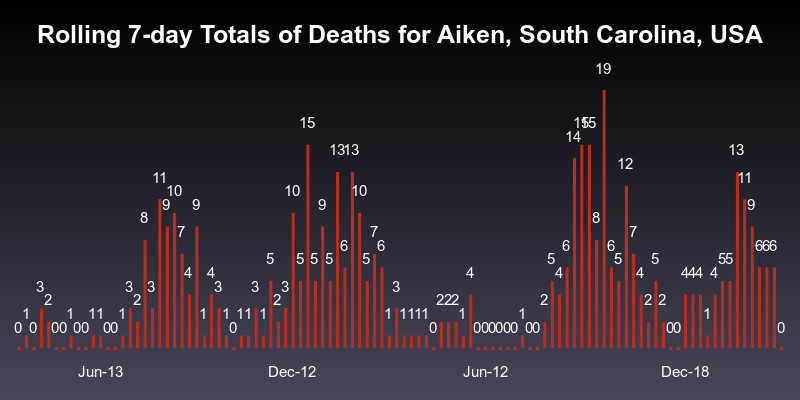 Rolling 7-day Totals of Deaths for Aiken, South Carolina, USA
0 1 0 3 2 0 0 1 0 0 1 1 0 0 1 3 2 8 3 11 9 10 7 4 9 1 4 3 1 0 1 1 3 1 5 2 3 10 5 15 5 9 5 13 6 13 10 5 7 6 1 3 1 1 1 1 0 2 2 2 1 4 0 0 0 0 0 0 1 0 0 2 5 4 6 14 15 15 8 19 6 5 12 7 4 2 5 2 0 0 4 4 4 1 4 5 5 13 11 9 6 6 6 0
Jun-13 Dec-12 Jun-12 Dec-18